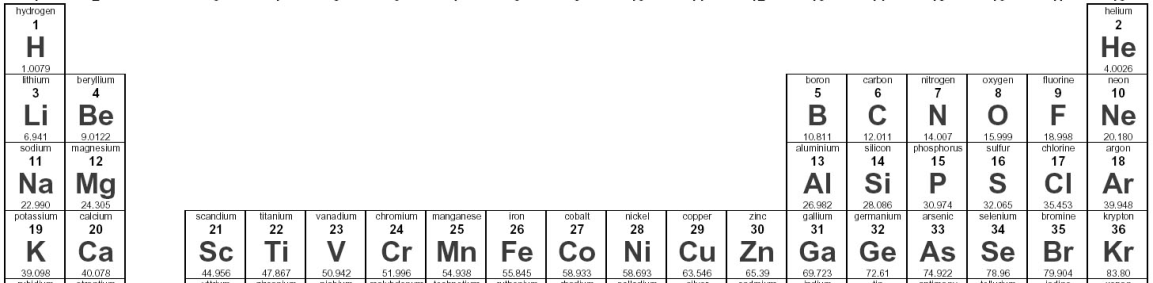 hydrogen helium
1 2
H He
1.0079 4.0026
lithium beryllium boron carbon nitrogen oxygen fluorine neon
3 4 5 6 7 8 9 10
Li Be B C N O F Ne
6.941 9.0122 10.811 12.011 14.007 15.999 18.998 20.180
sodium magnesium aluminium silicon phosphorus sulfur chlorine argon
11 12 13 14 15 16 17 18
Na Mg Al Si P S Cl Ar
22.990 24.305 26.982 28.086 30.974 32.065 35.453 39.948
potassium calcium scandium titanium vanadium chromium manganese iron cobalt nickel copper zinc gallium germanium arsenic selenium bromine krypton
19 20 21 22 23 24 25 26 27 28 29 30 31 32 33 34 35 36
K Ca Sc Ti V Cr Mn Fe Co Ni Cu Zn Ga Ge As Se Br Kr
39.098 40.078 44.956 47.867 50.942 51.996 54.938 55.845 58.933 58.693 63.546 65.39 69.723 72.61 74.922 78.96 79.904 83.80